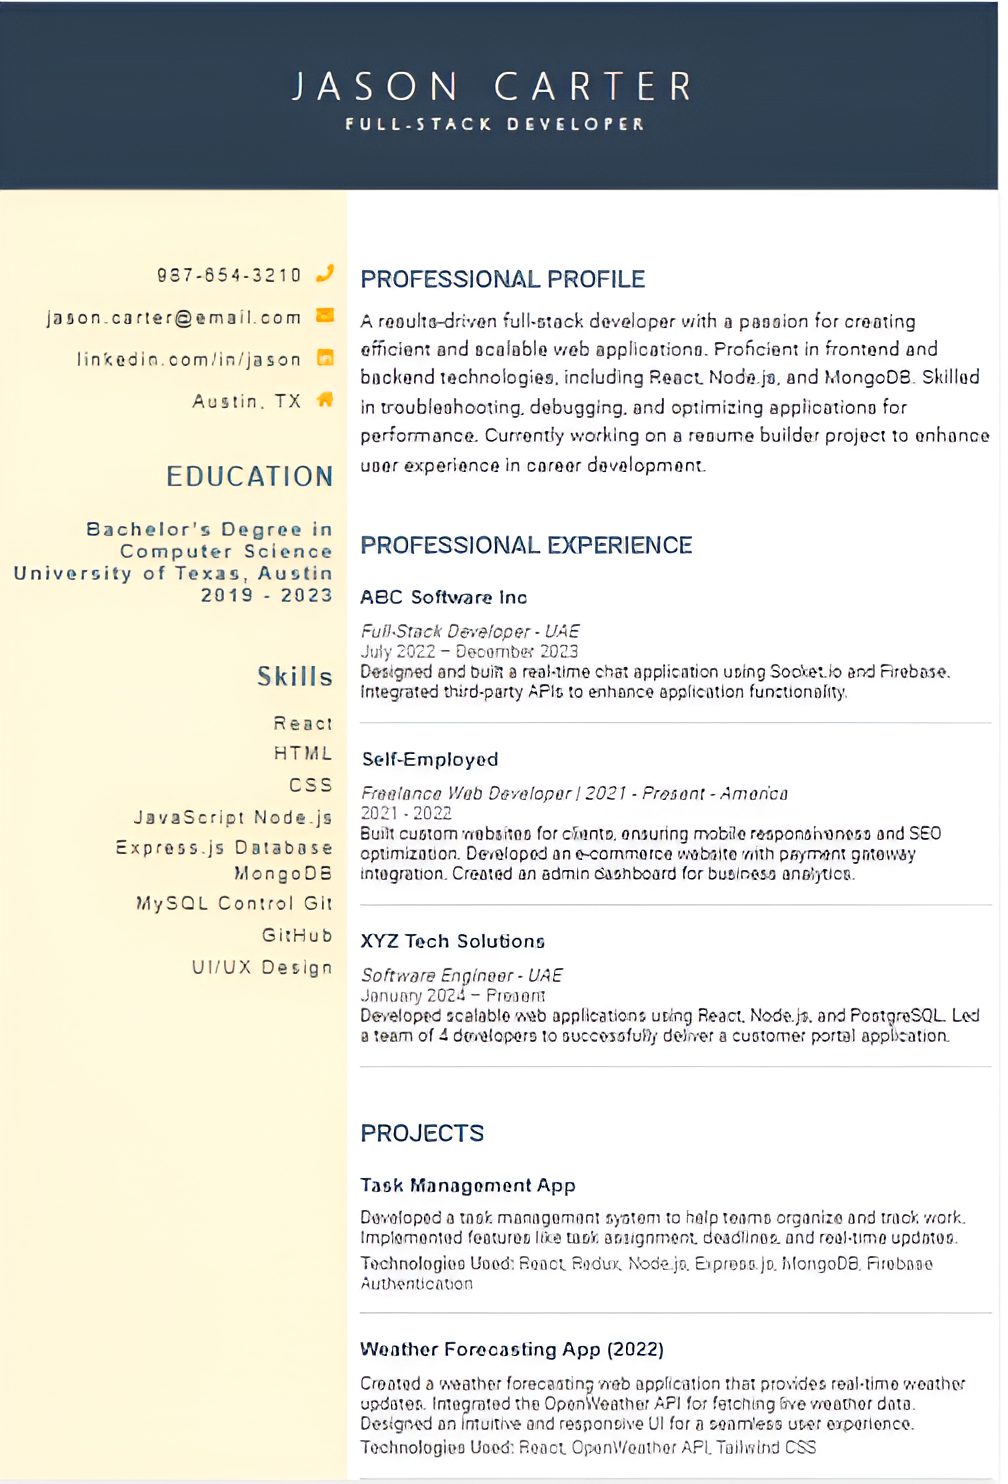 JASON CARTER
FULL-STACK DEVELOPER
987-654-3210
jason.carter@email.com
linkedin.com/in/jason
Austin, TX
EDUCATION
Bachelor's Degree in
Computer Science
University of Texas, Austin
2019 - 2023
Skills
React
HTML
CSS
JavaScript Node.js
Express.js Database
MongoDB
MySQL Control Git
GitHub
UI/UX Design
PROFESSIONAL PROFILE
A results-driven full-stack developer with a passion for creating
efficient and scalable web applications. Proficient in frontend and
backend technologies, including React, Node.js, and MongoDB. Skilled
in troubleshooting, debugging, and optimizing applications for
performance. Currently working on a resume builder project to enhance
user experience in career development.
PROFESSIONAL EXPERIENCE
ABC Software Inc
Full-Stack Developer - UAE
July 2022 – December 2023
Designed and built a real-time chat application using Socket.io and Firebase.
Integrated third-party APIs to enhance application functionality.
Self-Employed
Freelance Web Developer | 2021 - Present - America
2021 - 2022
Built custom websites for clients, ensuring mobile responsiveness and SEO
optimization. Developed an e-commerce website with payment gateway
integration. Created an admin dashboard for business analytics.
XYZ Tech Solutions
Software Engineer - UAE
January 2024 – Present
Developed scalable web applications using React, Node.js, and PostgreSQL. Led
a team of 4 developers to successfully deliver a customer portal application.
PROJECTS
Task Management App
Developed a task management system to help teams organize and track work.
Implemented features like task assignment, deadlines, and real-time updates.
Technologies Used: React, Redux, Node.js, Express.js, MongoDB, Firebase
Authentication
Weather Forecasting App (2022)
Created a weather forecasting web application that provides real-time weather
updates. Integrated the OpenWeather API for fetching live weather data.
Designed an intuitive and responsive UI for a seamless user experience.
Technologies Used: React, OpenWeather API, Tailwind CSS